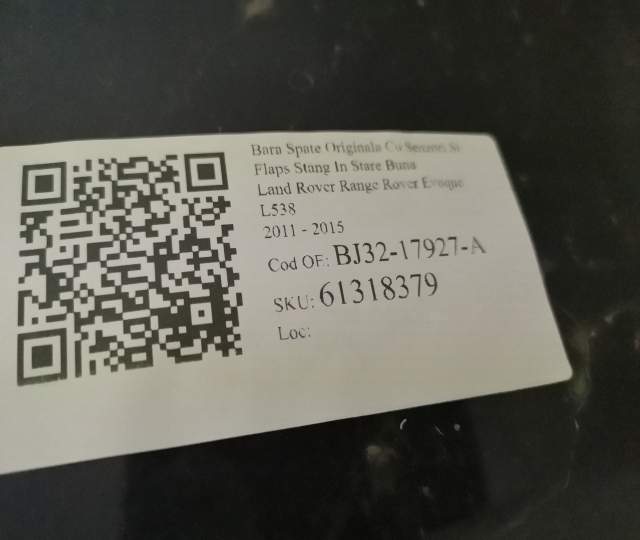 Bara Spate Originala Cu Senzori Si
Flaps Stang In Stare Buna
Land Rover Range Rover Evoque
L538
2011 - 2015
Cod OE: BJ32-17927-A
SKU: 61318379
Loc: